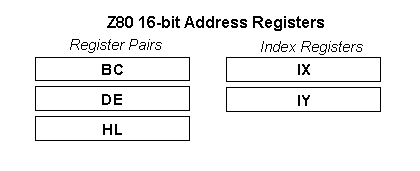 Z80 16-bit Address Registers
Register Pairs
Index Registers
BC
IX
DE
IY
HL